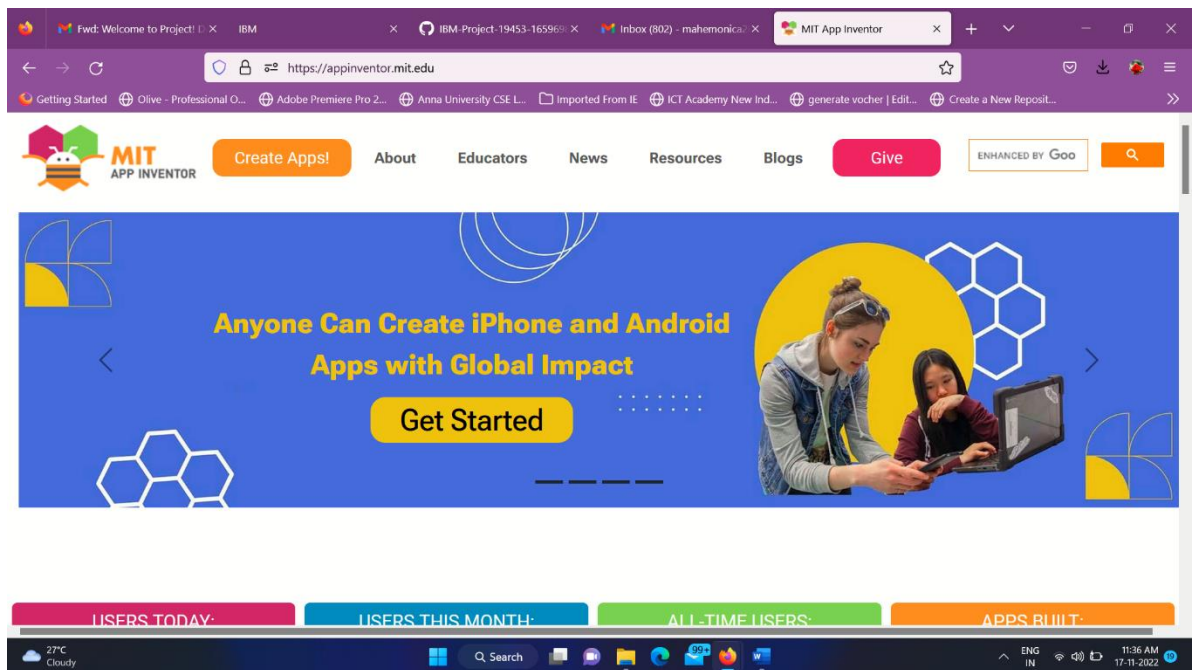 Fwd: Welcome to Project! D
IBM
IBM-Project-19453-165969
Inbox (802) - mahemonica2
MIT App Inventor
https://appinventor.mit.edu
Getting Started
Olive - Professional O...
Adobe Premiere Pro 2...
Anna University CSE L...
Imported From IE
ICT Academy New Ind...
generate vocher | Edit...
Create a New Reposit...
MIT
APP INVENTOR
Create Apps!
About
Educators
News
Resources
Blogs
Give
ENHANCED BY Goo
Anyone Can Create iPhone and Android
Apps with Global Impact
Get Started
USERS TODAY:
USERS THIS MONTH:
ALL-TIME USERS:
APPS BUILT:
27°C
Cloudy
Search
99+
ENG
IN
11:36 AM
17-11-2022
19